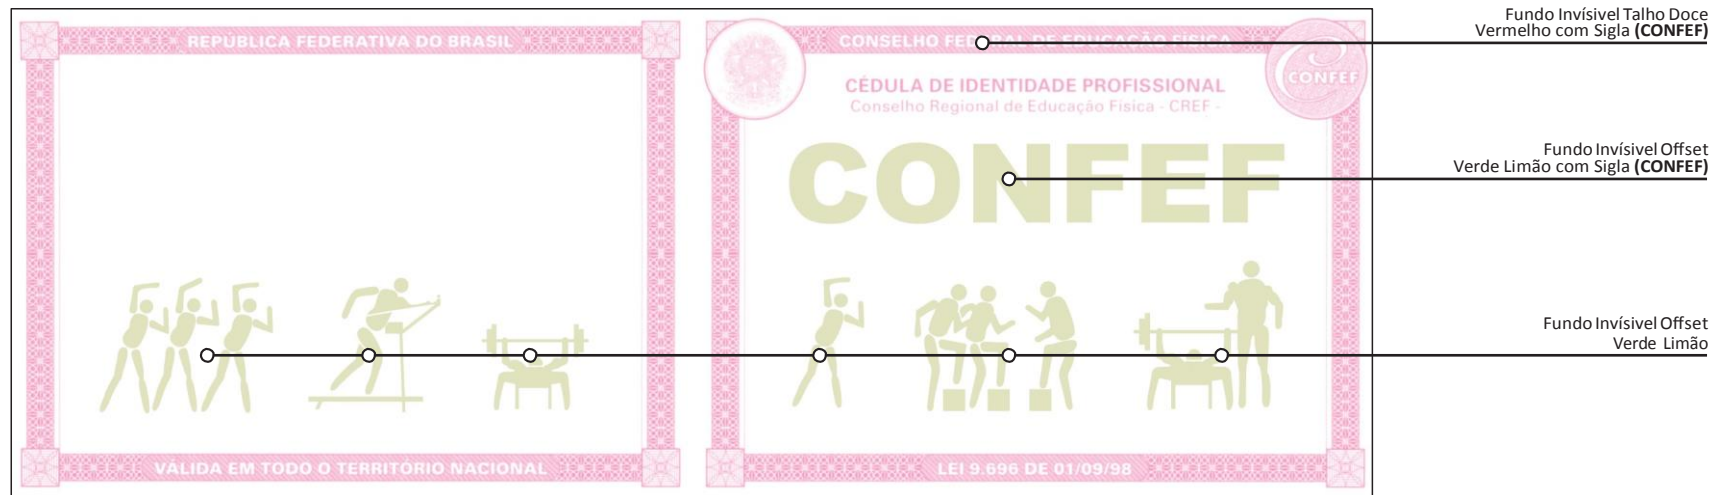 REPÚBLICA FEDERATIVA DO BRASIL
VÁLIDA EM TODO O TERRITÓRIO NACIONAL
CONSELHO FEDERAL DE EDUCAÇÃO FÍSICA
CONFEF
CÉDULA DE IDENTIDADE PROFISSIONAL
Conselho Regional de Educação Física - CREF -
CONFEF
LEI 9.696 DE 01/09/98
Fundo Invísivel Talho Doce
Vermelho com Sigla (CONFEF)
Fundo Invísivel Offset
Verde Limão com Sigla (CONFEF)
Fundo Invísivel Offset
Verde Limão